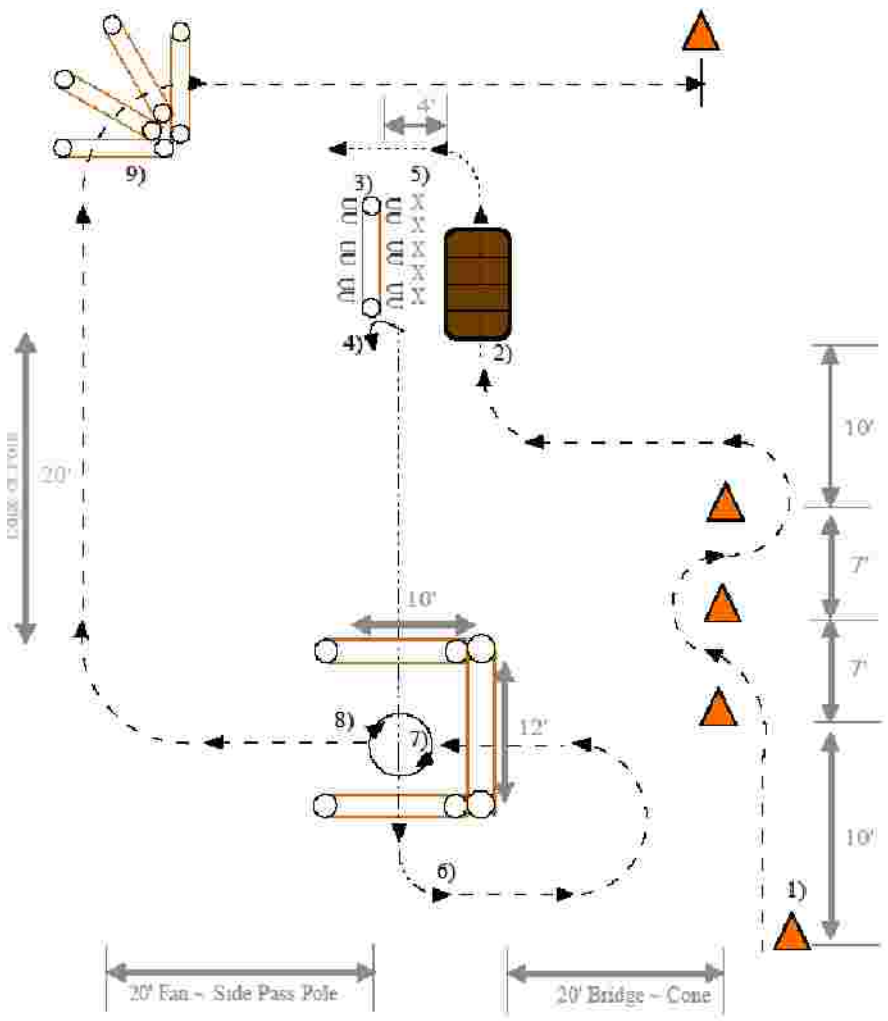 4'
9)
3)
5)
X
X
X
X
X
4)
2)
10'
20'
7'
10'
7'
8)
7)
12'
10'
6)
1)
20' Fan ~ Side Pass Pole
20' Bridge ~ Cone